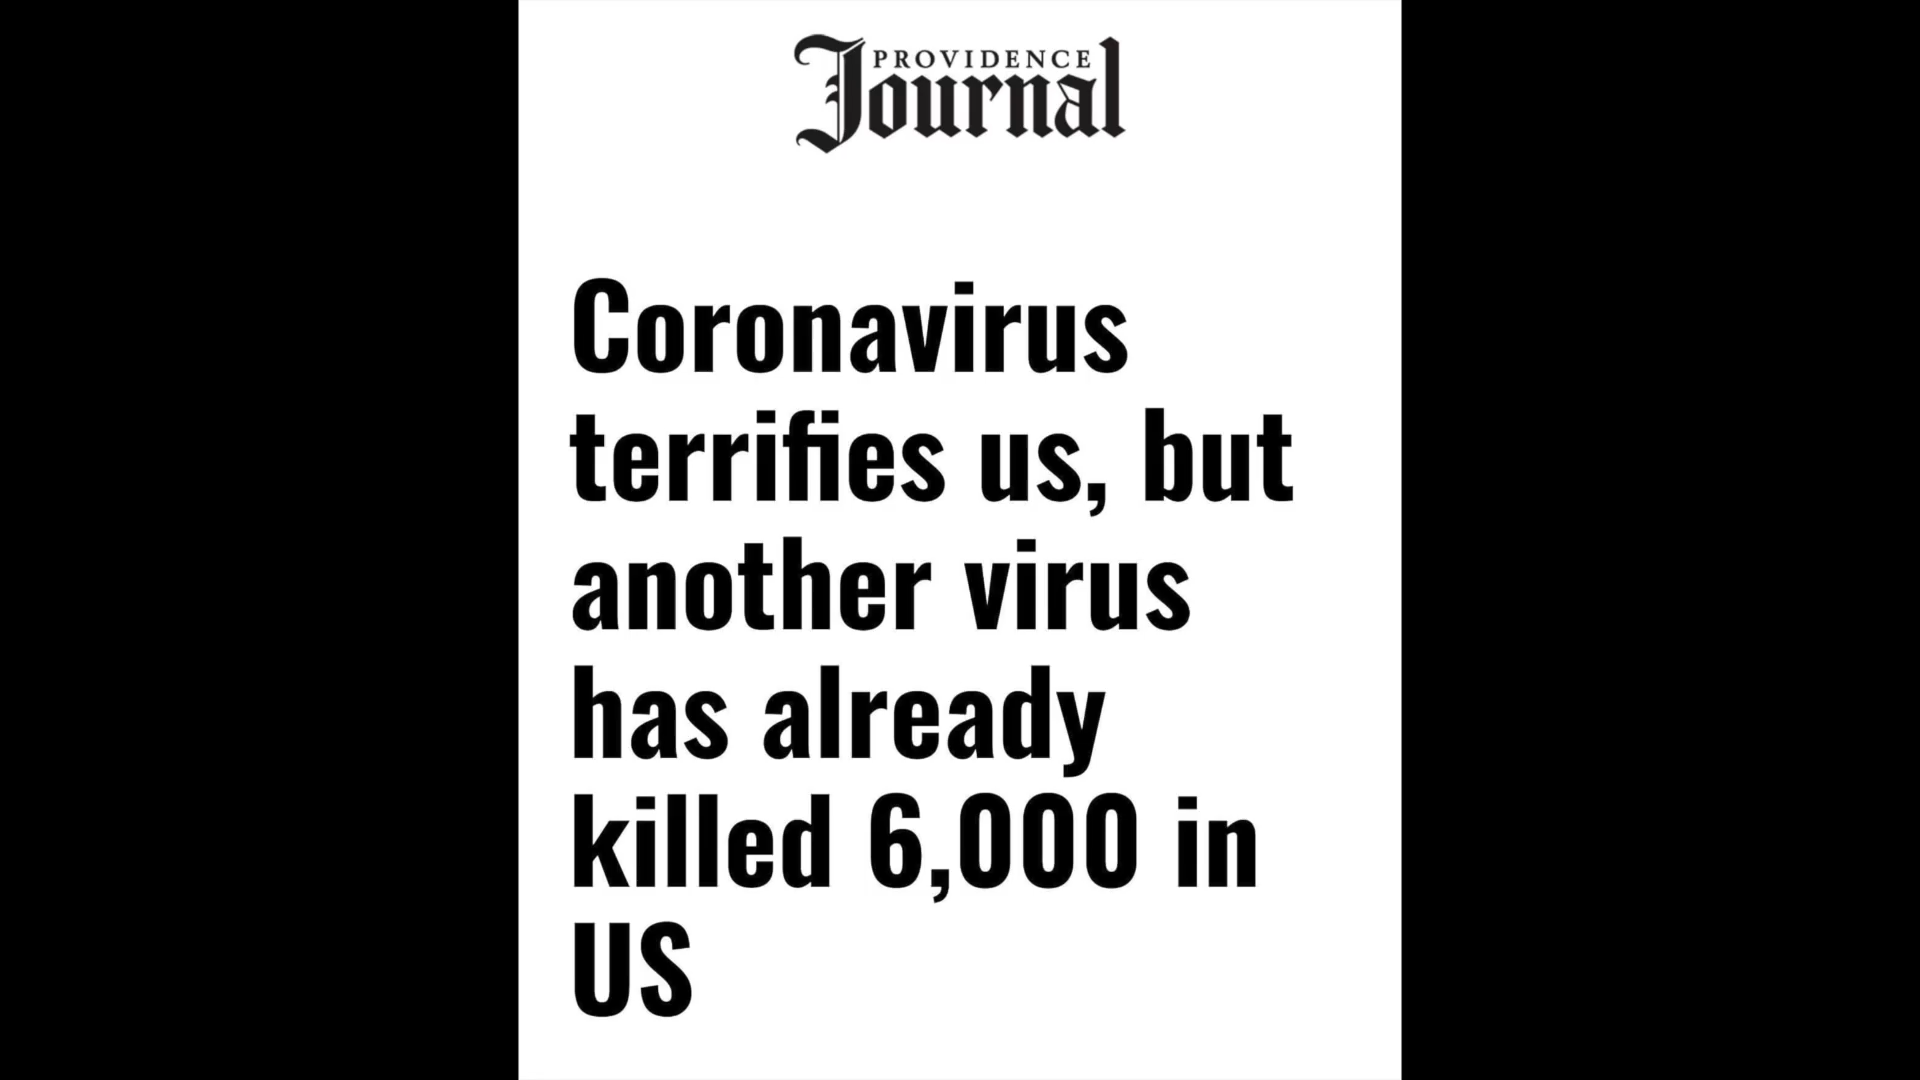 PROVIDENCE
Journal
Coronavirus
terrifies us, but
another virus
has already
killed 6,000 in
US